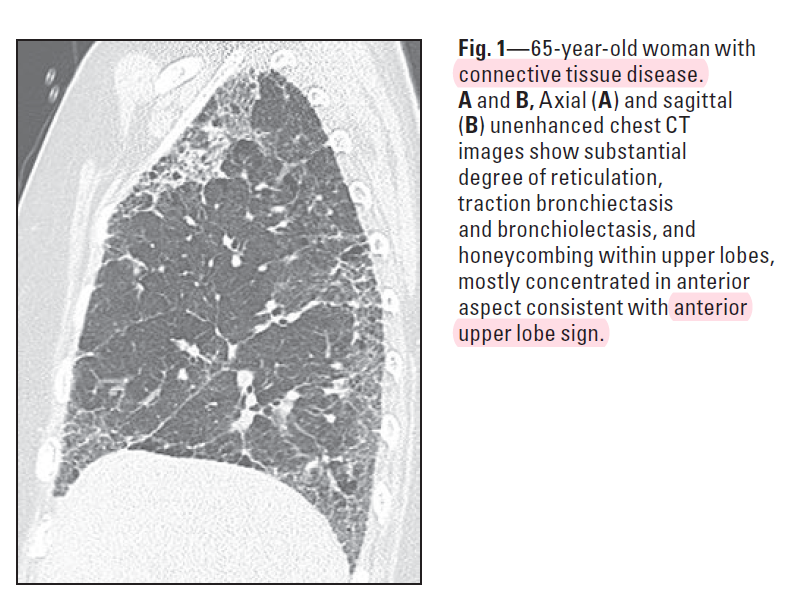 Fig. 1—65-year-old woman with
connective tissue disease.
A and B, Axial (A) and sagittal
(B) unenhanced chest CT
images show substantial
degree of reticulation,
traction bronchiectasis
and bronchiolectasis, and
honeycombing within upper lobes,
mostly concentrated in anterior
aspect consistent with anterior
upper lobe sign.